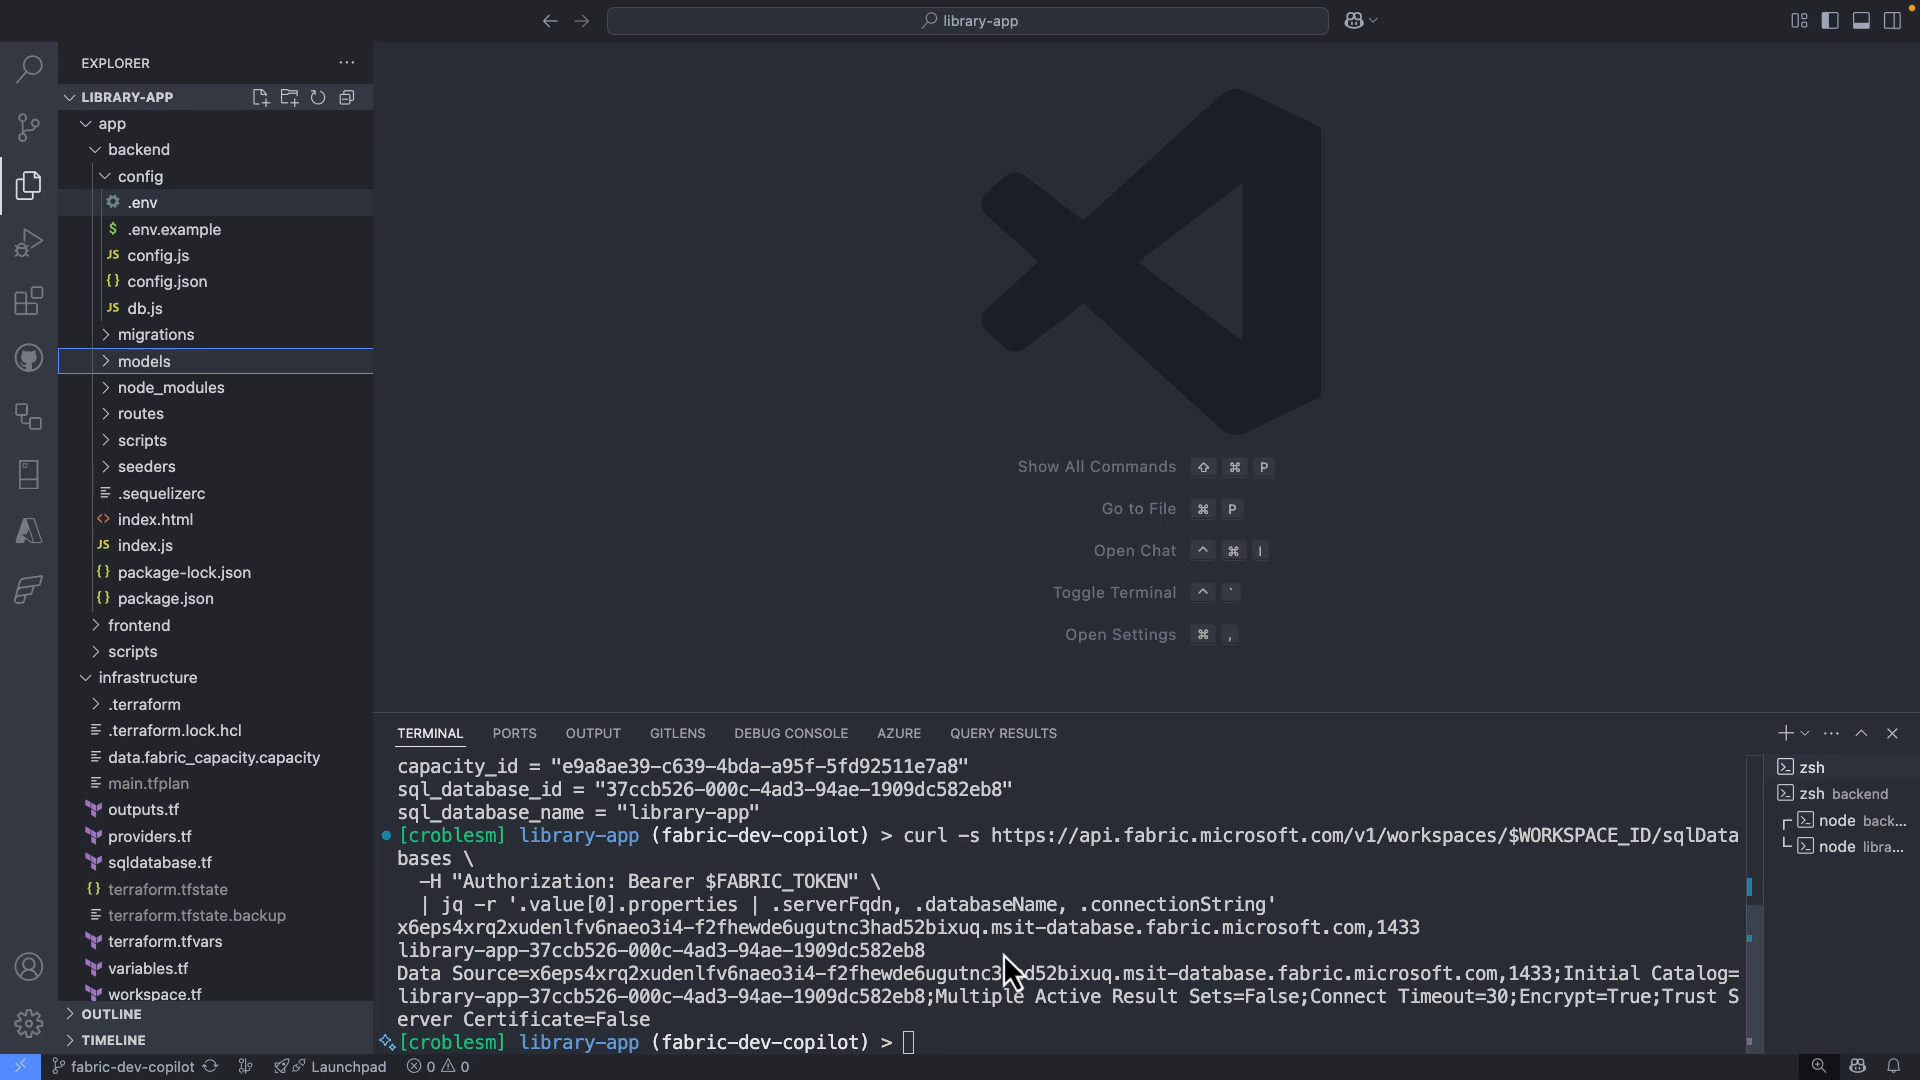 library-app
EXPLORER
LIBRARY-APP
app
backend
config
.env
$ .env.example
JS config.js
{} config.json
JS db.js
migrations
models
node_modules
routes
scripts
seeders
.sequelizerc
<> index.html
JS index.js
{} package-lock.json
{} package.json
frontend
scripts
infrastructure
.terraform
.terraform.lock.hcl
data.fabric_capacity.capacity
main.tfplan
outputs.tf
providers.tf
sqldatabase.tf
{} terraform.tfstate
terraform.tfstate.backup
terraform.tfvars
variables.tf
workspace.tf
OUTLINE
TIMELINE
Show All Commands ⇧ ⌘ P
Go to File ⌘ P
Open Chat ^ ⌘ I
Toggle Terminal ^ `
Open Settings ⌘ ,
TERMINAL PORTS OUTPUT GITLENS DEBUG CONSOLE AZURE QUERY RESULTS
capacity_id = "e9a8ae39-c639-4bda-a95f-5fd92511e7a8"
sql_database_id = "37ccb526-000c-4ad3-94ae-1909dc582eb8"
sql_database_name = "library-app"
[croblesm] library-app (fabric-dev-copilot) > curl -s https://api.fabric.microsoft.com/v1/workspaces/$WORKSPACE_ID/sqlData
bases \
-H "Authorization: Bearer $FABRIC_TOKEN" \
| jq -r '.value[0].properties | .serverFqdn, .databaseName, .connectionString'
x6eps4xrq2xudenlfv6naeo3i4-f2fhewde6ugutnc3had52bixuq.msit-database.fabric.microsoft.com,1433
library-app-37ccb526-000c-4ad3-94ae-1909dc582eb8
Data Source=x6eps4xrq2xudenlfv6naeo3i4-f2fhewde6ugutnc3had52bixuq.msit-database.fabric.microsoft.com,1433;Initial Catalog=
library-app-37ccb526-000c-4ad3-94ae-1909dc582eb8;Multiple Active Result Sets=False;Connect Timeout=30;Encrypt=True;Trust S
erver Certificate=False
[croblesm] library-app (fabric-dev-copilot) >
zsh
zsh backend
node back...
node libra...
fabric-dev-copilot Launchpad 0 0